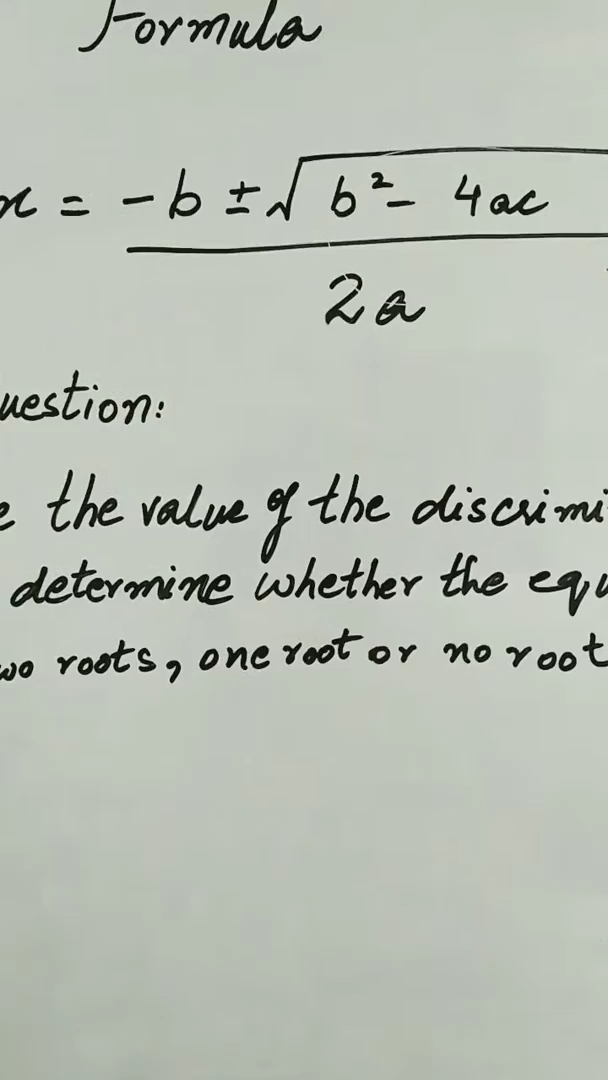 Formula
x = -b ± √ b² - 4ac
2a
uestion:
e the value of the discrimi
determine whether the equ
wo roots, one root or no root